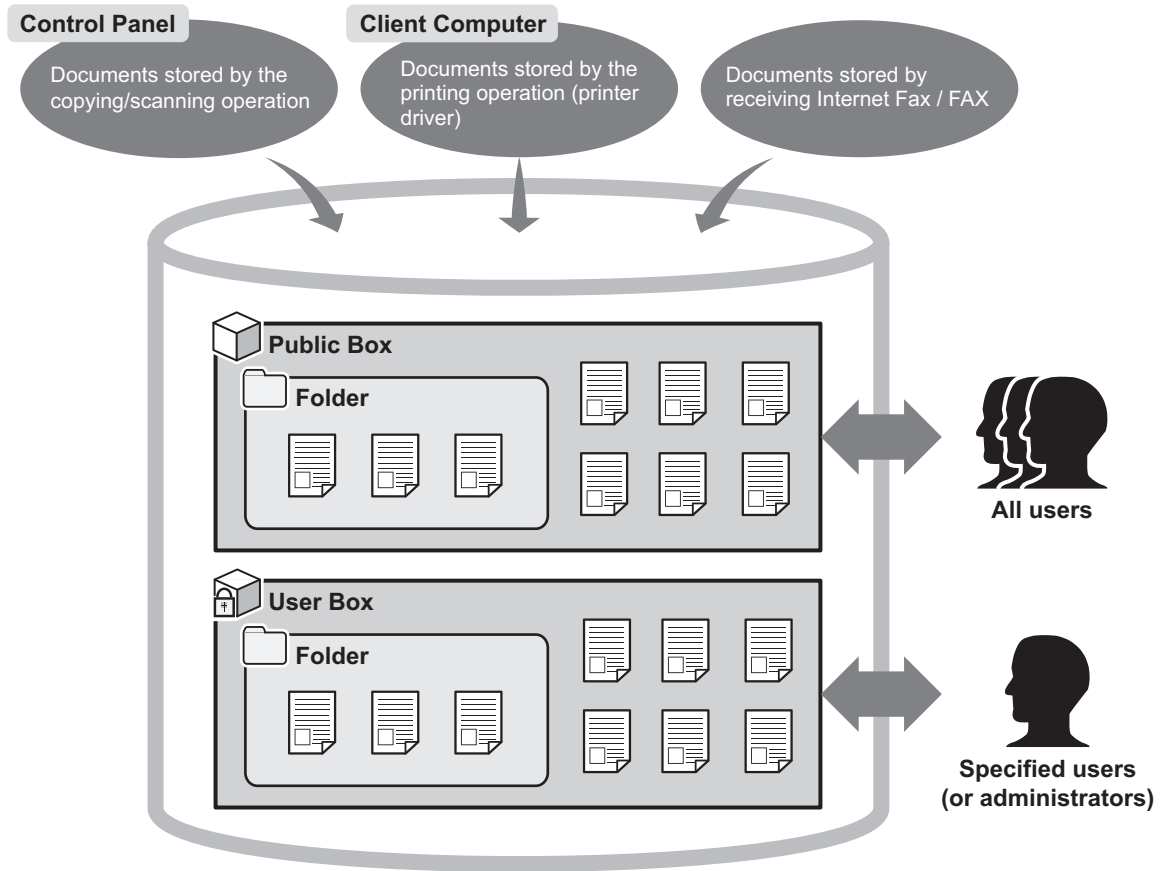 Control Panel
Client Computer
Documents stored by the
copying/scanning operation
Documents stored by the
printing operation (printer
driver)
Documents stored by
receiving Internet Fax / FAX
Public Box
Folder
All users
User Box
Folder
Specified users
(or administrators)